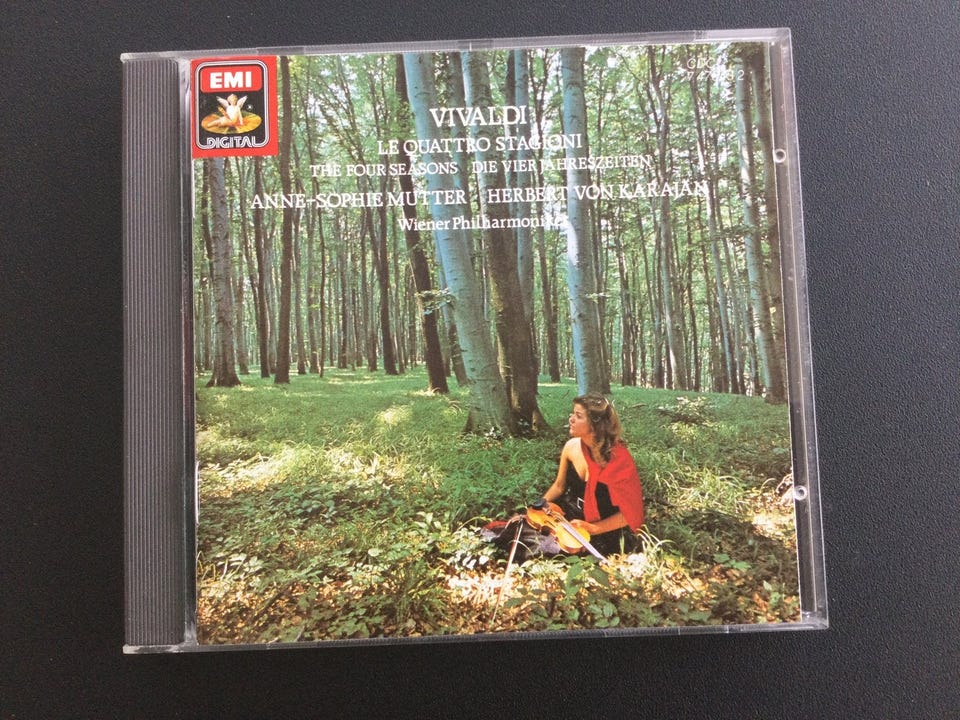 EMI
DIGITAL
CDC
VIVALDI
LE QUATTRO STAGIONI
THE FOUR SEASONS DIE VIER JAHRESZEITEN
ANNE-SOPHIE MUTTER HERBERT VON KARAJAN
Wiener Philharmoniker